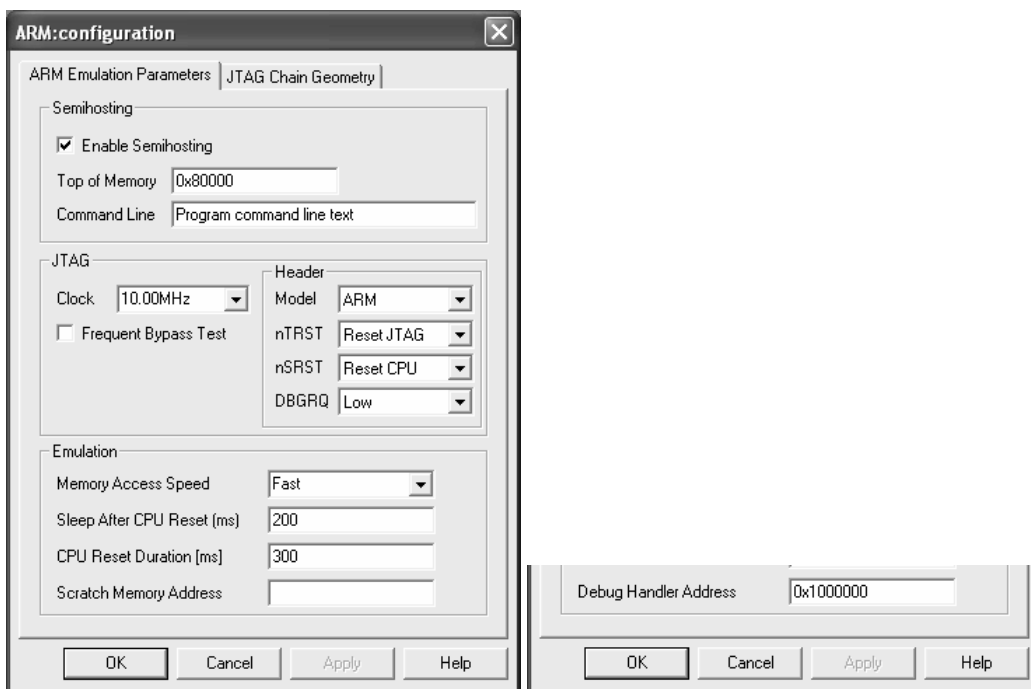 ARM:configuration
ARM Emulation Parameters JTAG Chain Geometry
Semihosting
Enable Semihosting
Top of Memory 0x80000
Command Line Program command line text
JTAG
Clock 10.00MHz
Frequent Bypass Test
Header
Model ARM
nTRST Reset JTAG
nSRST Reset CPU
DBGRQ Low
Emulation
Memory Access Speed Fast
Sleep After CPU Reset (ms) 200
CPU Reset Duration (ms) 300
Scratch Memory Address
OK Cancel Apply Help
Debug Handler Address 0x1000000
OK Cancel Apply Help